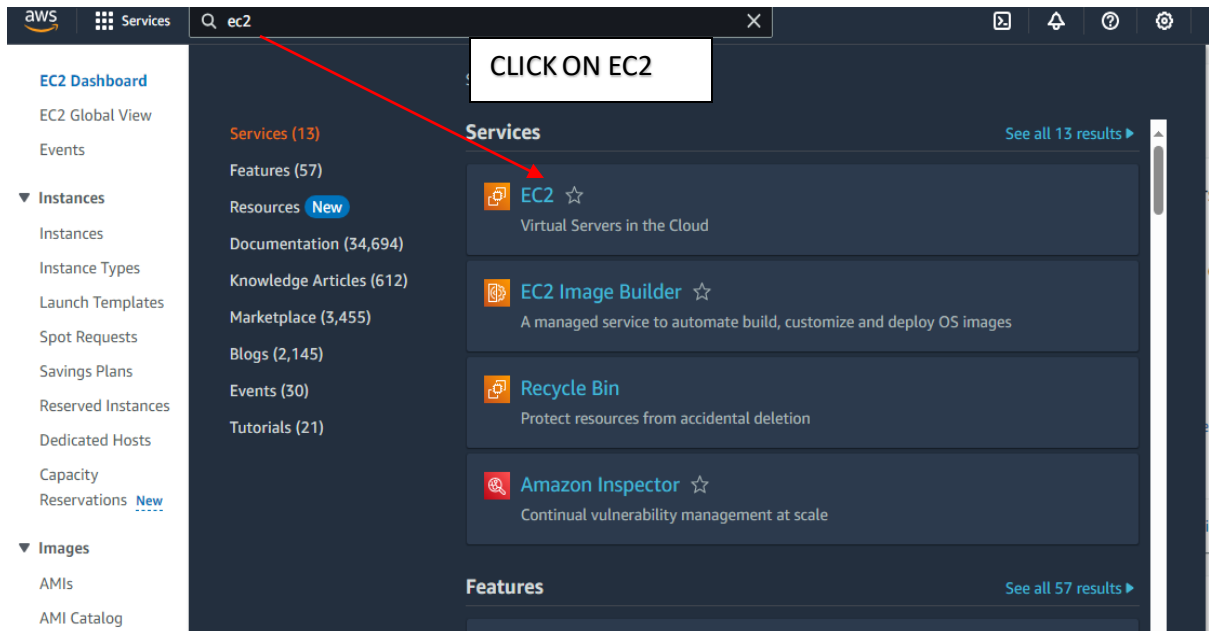 aws
Services
ec2
CLICK ON EC2
EC2 Dashboard
EC2 Global View
Events
Instances
Instances
Instance Types
Launch Templates
Spot Requests
Savings Plans
Reserved Instances
Dedicated Hosts
Capacity
Reservations New
Images
AMIs
AMI Catalog
Services (13)
Features (57)
Resources New
Documentation (34,694)
Knowledge Articles (612)
Marketplace (3,455)
Blogs (2,145)
Events (30)
Tutorials (21)
Services
See all 13 results
EC2
Virtual Servers in the Cloud
EC2 Image Builder
A managed service to automate build, customize and deploy OS images
Recycle Bin
Protect resources from accidental deletion
Amazon Inspector
Continual vulnerability management at scale
Features
See all 57 results